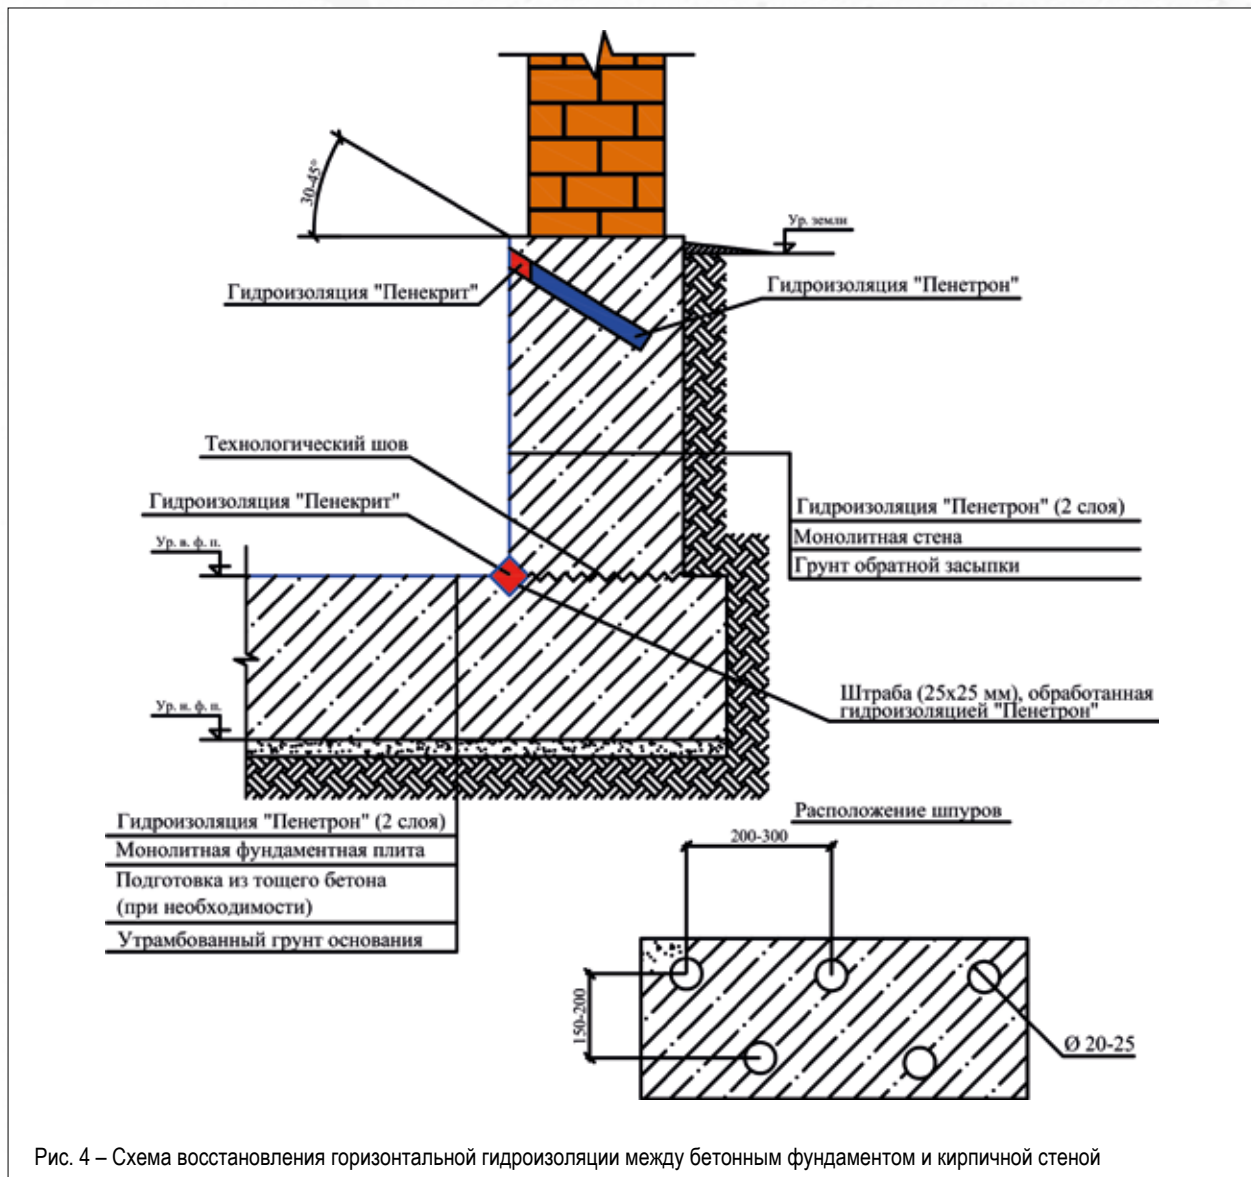 30-45°
Ур. земли
Гидроизоляция "Пенекрит"
Гидроизоляция "Пенетрон"
Технологический шов
Гидроизоляция "Пенекрит"
Гидроизоляция "Пенетрон" (2 слоя)
Монолитная стена
Грунт обратной засыпки
Ур. в. ф. п.
Штраба (25х25 мм), обработанная
гидроизоляцией "Пенетрон"
Ур. н. ф. п.
Гидроизоляция "Пенетрон" (2 слоя)
Монолитная фундаментная плита
Подготовка из тощего бетона
(при необходимости)
Утрамбованный грунт основания
Расположение шпуров
200-300
150-200
Ø 20-25
Рис. 4 – Схема восстановления горизонтальной гидроизоляции между бетонным фундаментом и кирпичной стеной